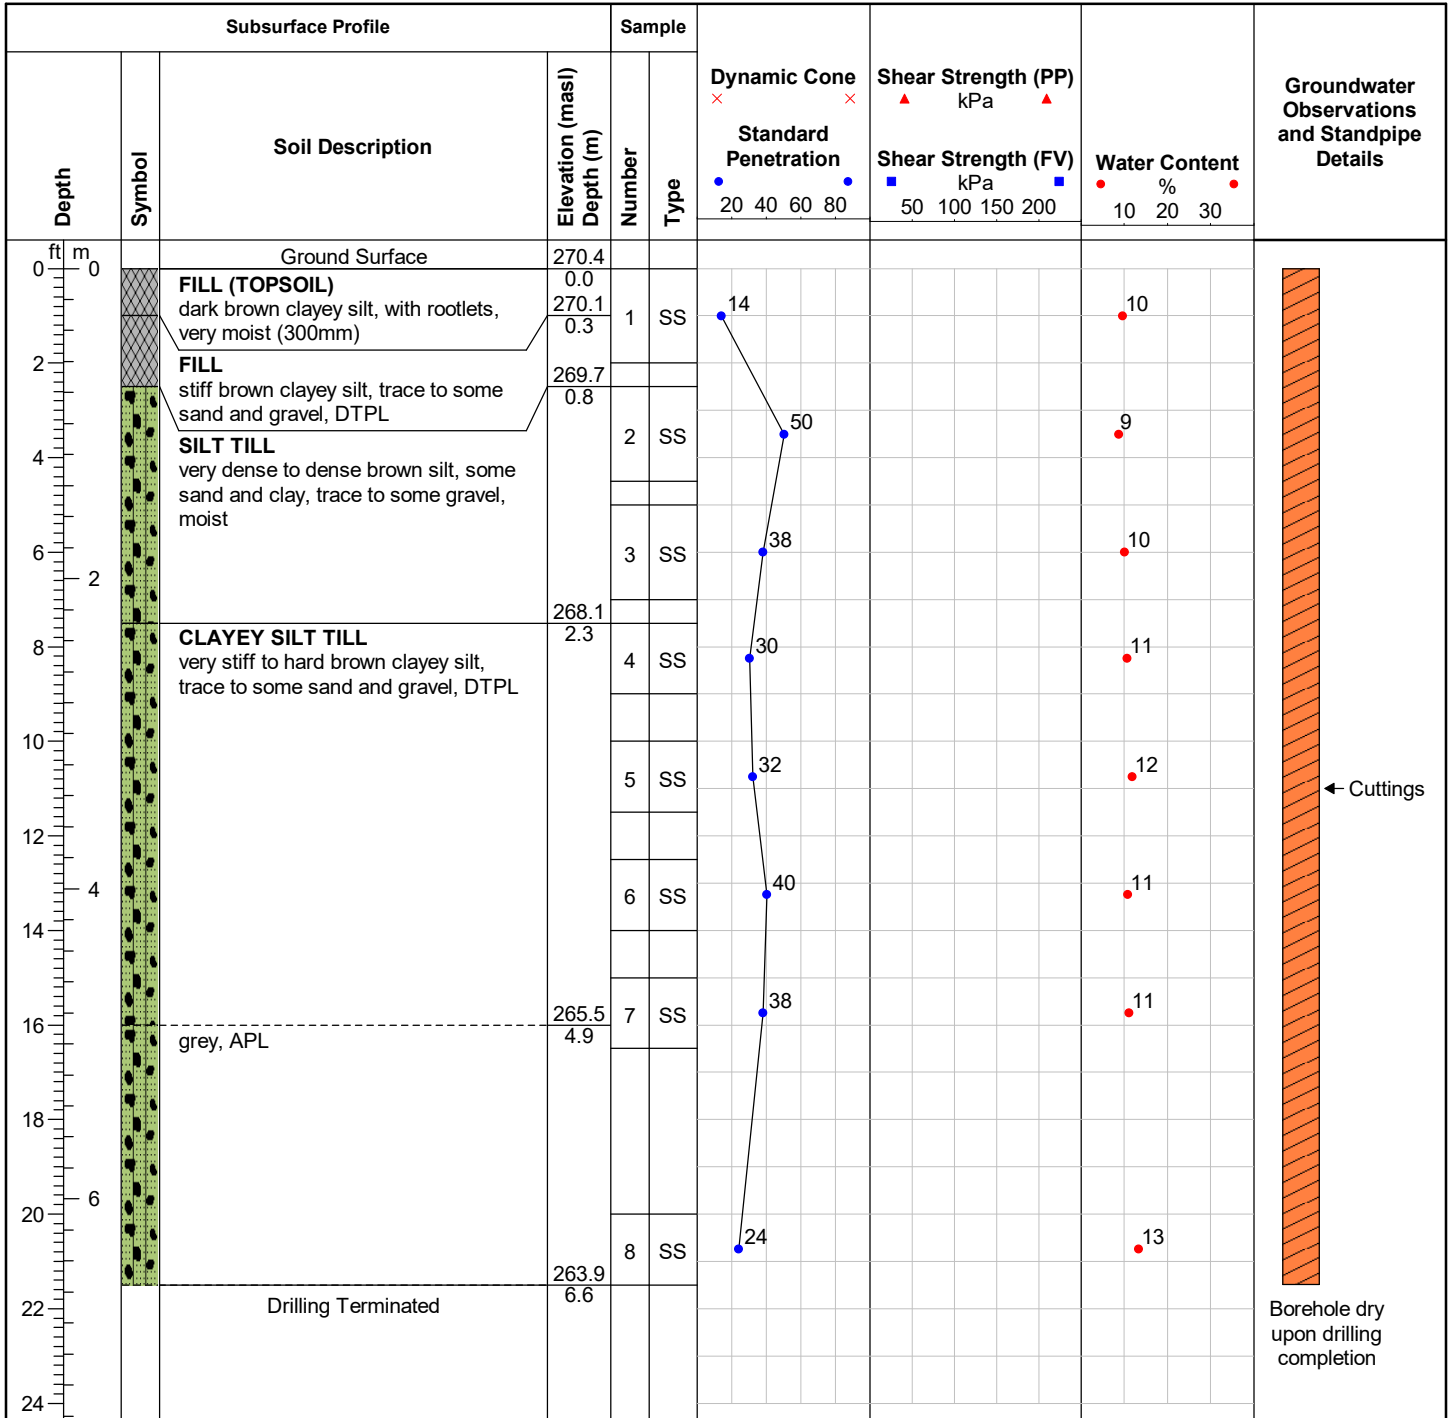 Subsurface Profile
Sample
Depth
Symbol
Soil Description
Elevation (masl)
Depth (m)
Number
Type
Dynamic Cone
Standard
Penetration
20 40 60 80
Shear Strength (PP)
kPa
Shear Strength (FV)
kPa
50 100 150 200
Water Content
%
10 20 30
Groundwater
Observations
and Standpipe
Details
ft m
0 0
2
4
6
2
8
10
12
4
14
16
18
6
20
22
24
Ground Surface
270.4
0.0
FILL (TOPSOIL)
dark brown clayey silt, with rootlets,
very moist (300mm)
270.1
0.3
FILL
stiff brown clayey silt, trace to some
sand and gravel, DTPL
269.7
0.8
SILT TILL
very dense to dense brown silt, some
sand and clay, trace to some gravel,
moist
268.1
2.3
CLAYEY SILT TILL
very stiff to hard brown clayey silt,
trace to some sand and gravel, DTPL
265.5
4.9
grey, APL
263.9
6.6
Drilling Terminated
1 SS 14 10
2 SS 50 9
3 SS 38 10
4 SS 30 11
5 SS 32 12
6 SS 40 11
7 SS 38 11
8 SS 24 13
Cuttings
Borehole dry
upon drilling
completion